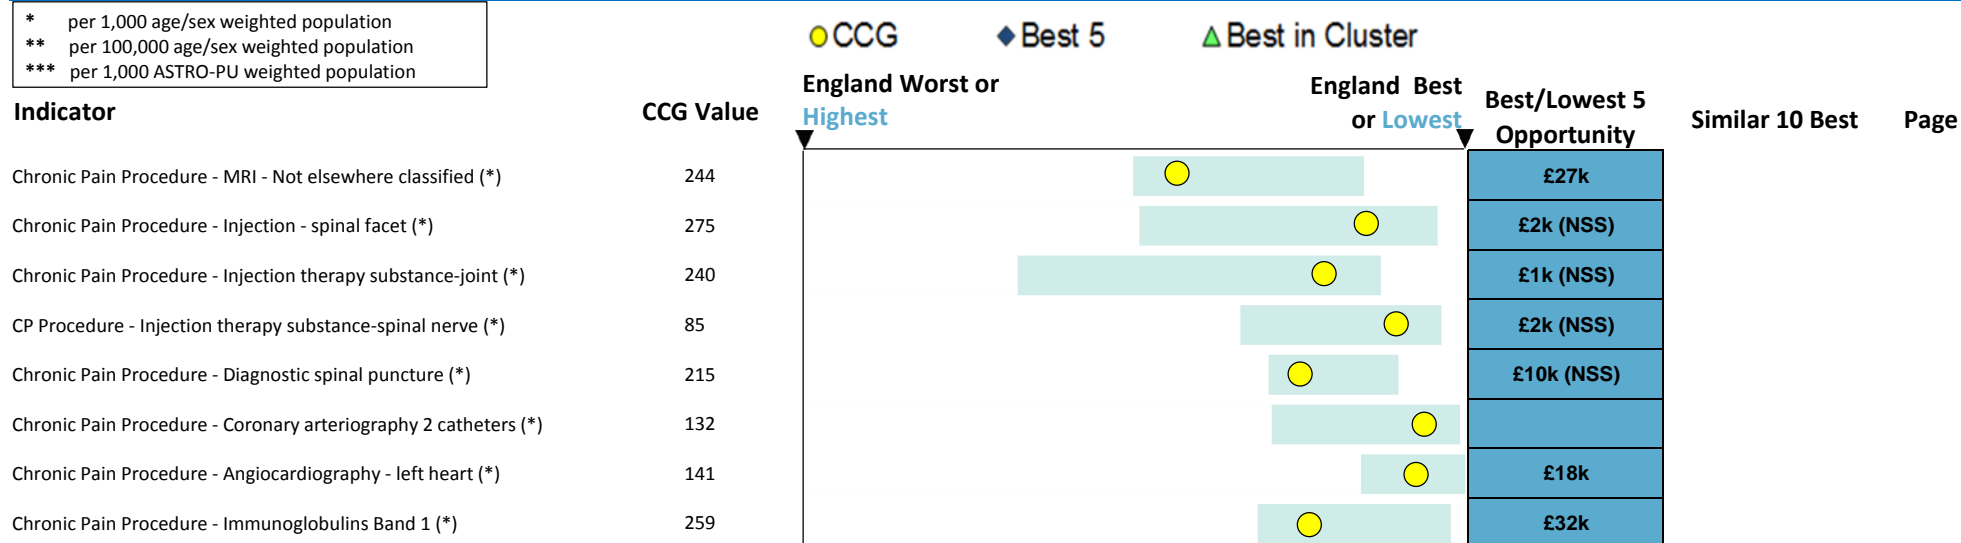 * per 1,000 age/sex weighted population
** per 100,000 age/sex weighted population
*** per 1,000 ASTRO-PU weighted population
CCG Best 5 Best in Cluster
Indicator CCG Value England Worst or Highest England Best or Lowest Best/Lowest 5 Opportunity Similar 10 Best Page
Chronic Pain Procedure - MRI - Not elsewhere classified (*) 244 £27k
Chronic Pain Procedure - Injection - spinal facet (*) 275 £2k (NSS)
Chronic Pain Procedure - Injection therapy substance-joint (*) 240 £1k (NSS)
CP Procedure - Injection therapy substance-spinal nerve (*) 85 £2k (NSS)
Chronic Pain Procedure - Diagnostic spinal puncture (*) 215 £10k (NSS)
Chronic Pain Procedure - Coronary arteriography 2 catheters (*) 132
Chronic Pain Procedure - Angiocardiography - left heart (*) 141 £18k
Chronic Pain Procedure - Immunoglobulins Band 1 (*) 259 £32k